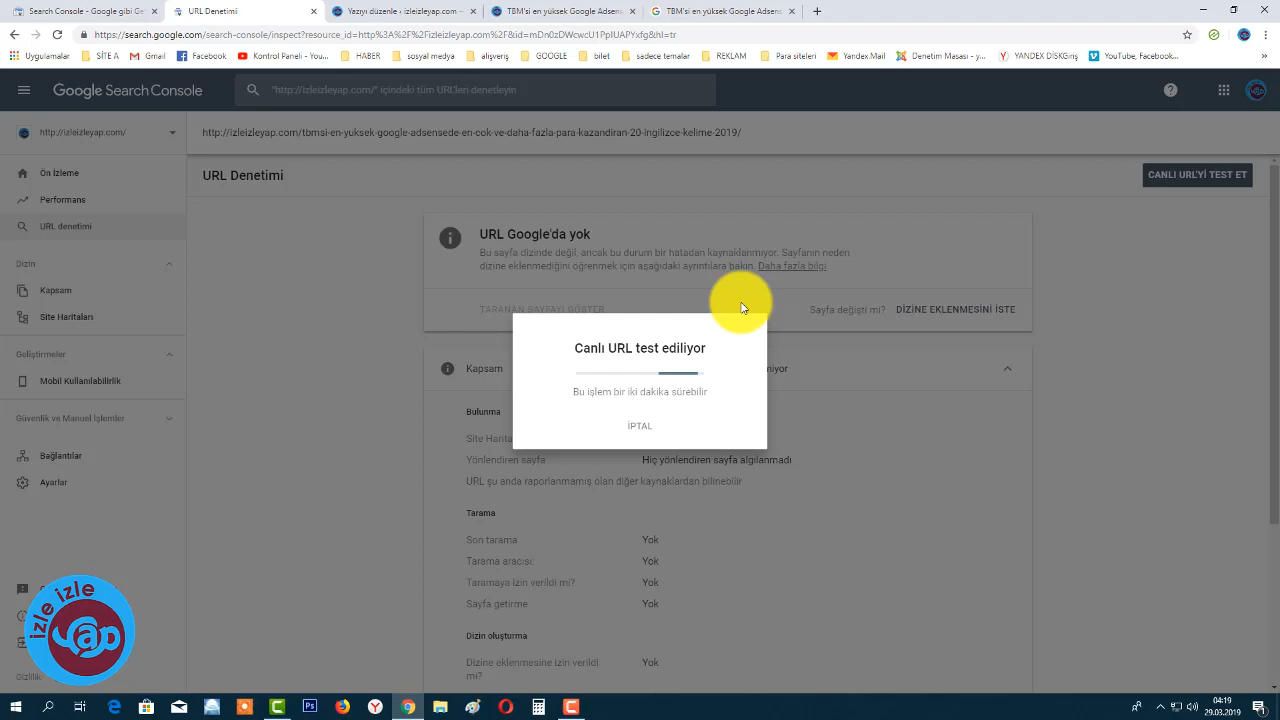 Google Search Console - Google gibi C
URL Denetimi
Yazıyı düzenle ‹ izleizleyap.com —
TBM'si en yüksek Google Adsens
TBM'si en yüksek Google Adsens
https://search.google.com/search-console/inspect?resource_id=http%3A%2F%2Fizleizleyap.com%2F&id=mDn0zDWcwcU1PplUAPYxfg&hl=tr
Uygulamalar
SİTE A
Gmail
Facebook
Kontrol Paneli - You
HABER
sosyal medya
alışveriş
GOOGLE
bilet
sadece temalar
REKLAM
Para siteleri
Yandex.Mail
Denetim Masası - İzl
YANDEX DİSKGiriş
YouTube, Facebook...
Google Search Console
"http://izleizleyap.com/" içindeki tüm URL'leri denetleyin
http://izleizleyap.com/
http://izleizleyap.com/tbmsi-en-yuksek-google-adsensede-en-cok-ve-daha-fazla-para-kazandiran-20-ingilizce-kelime-2019/
Ön İzleme
Performans
URL denetimi
Dizin
Kapsam
Site Haritaları
Geliştirmeler
Mobil Kullanılabilirlik
Güvenlik ve Manuel İşlemler
Bağlantılar
Ayarlar
Gizlilik
URL Denetimi
CANLI URL'Yİ TEST ET
URL Google'da yok
Bu sayfa dizinde değil, ancak bu durum bir hatadan kaynaklanmıyor. Sayfanın neden
dizine eklenmediğini öğrenmek için aşağıdaki ayrıntılara bakın. Daha fazla bilgi
TARANAN SAYFAYI GÖSTER
Sayfa değişti mi?
DİZİNE EKLENMESİNİ İSTE
Canlı URL test ediliyor
Bu işlem bir iki dakika sürebilir
İPTAL
Kapsam
Bulunma
Site Harita
Yönlendiren sayfa
Hiç yönlendiren sayfa algılanmadı
URL şu anda raporlanmamış olan diğer kaynaklardan bilinebilir
Tarama
Son tarama
Yok
Tarama aracısı:
Yok
Taramaya izin verildi mi?
Yok
Sayfa getirme
Yok
Dizin oluşturma
Dizine eklenmesine izin verildi
mi?
Yok
izle izle
yap
04:19
29.03.2019